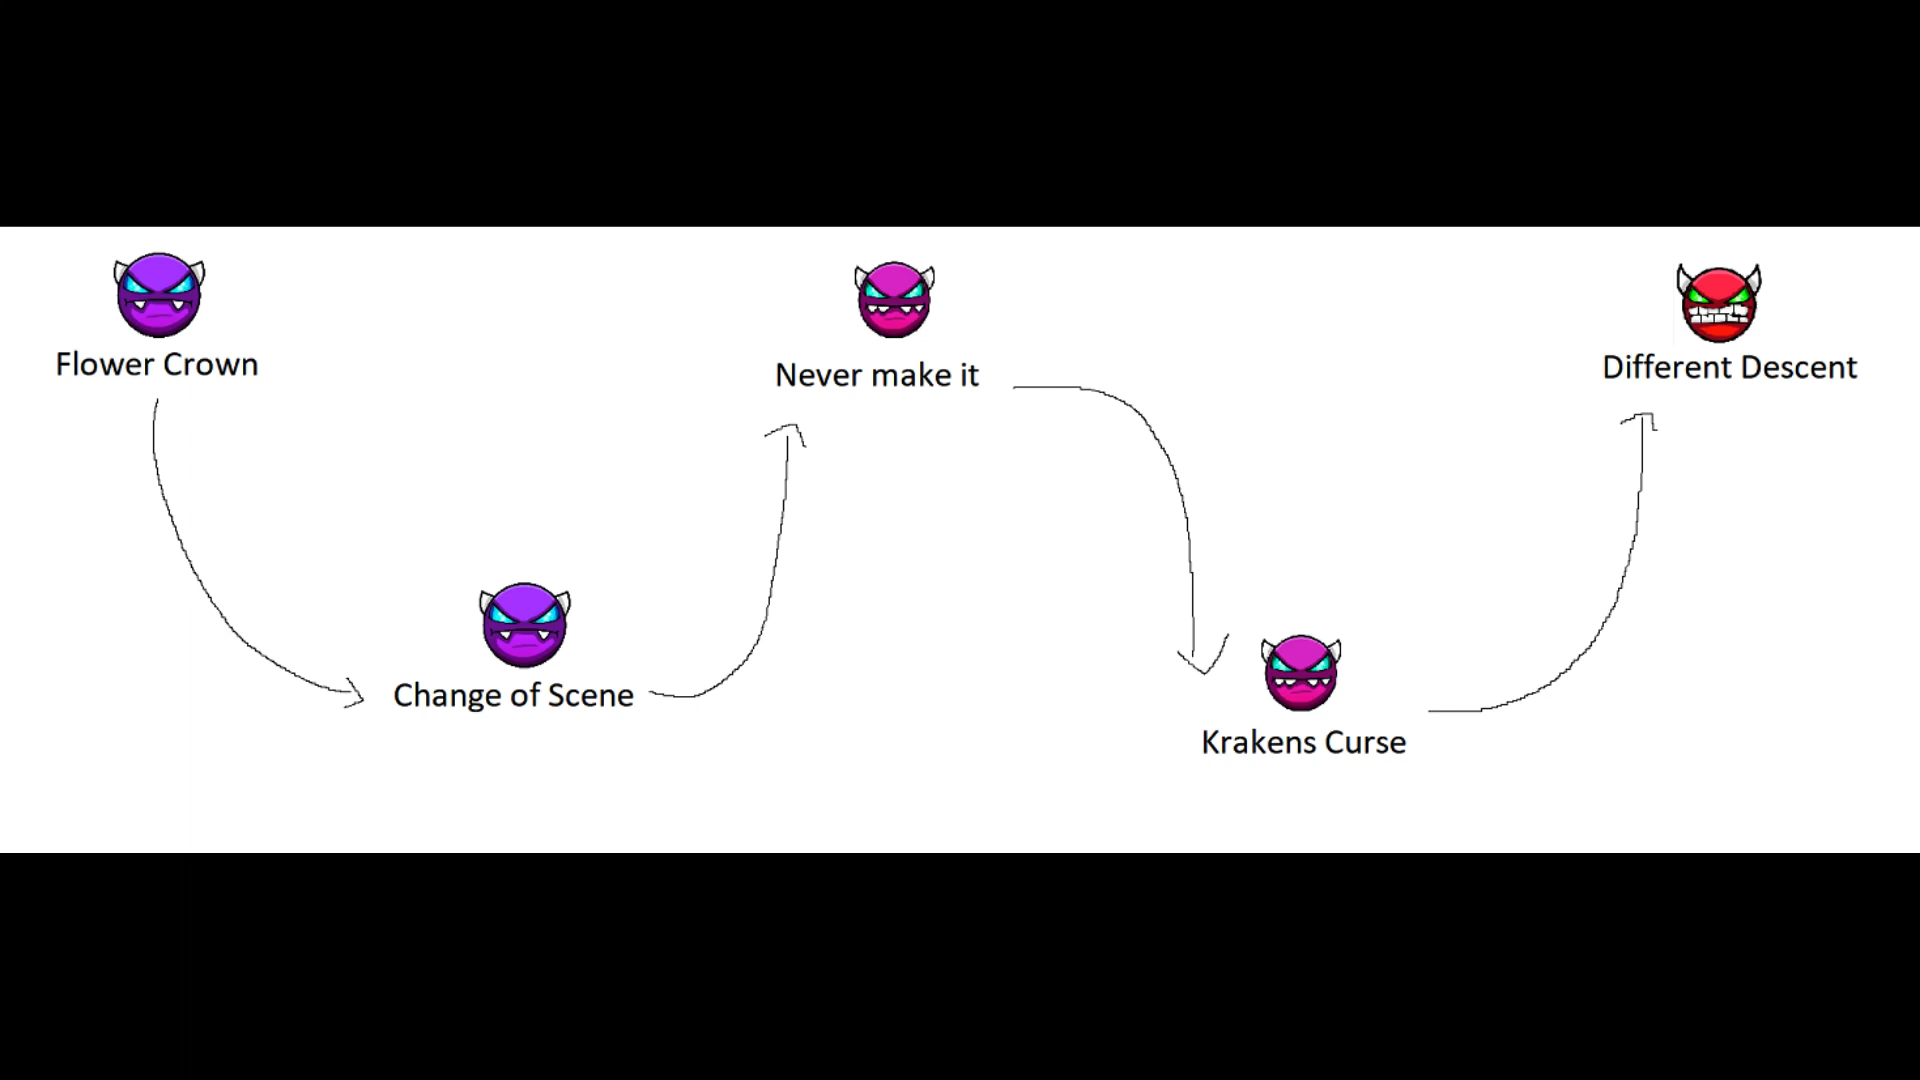 Flower Crown
Change of Scene
Never make it
Krakens Curse
Different Descent